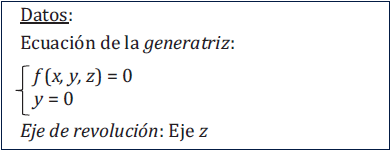 Datos:
Ecuación de la generatriz:
f (x, y, z) = 0
y = 0
Eje de revolución: Eje z